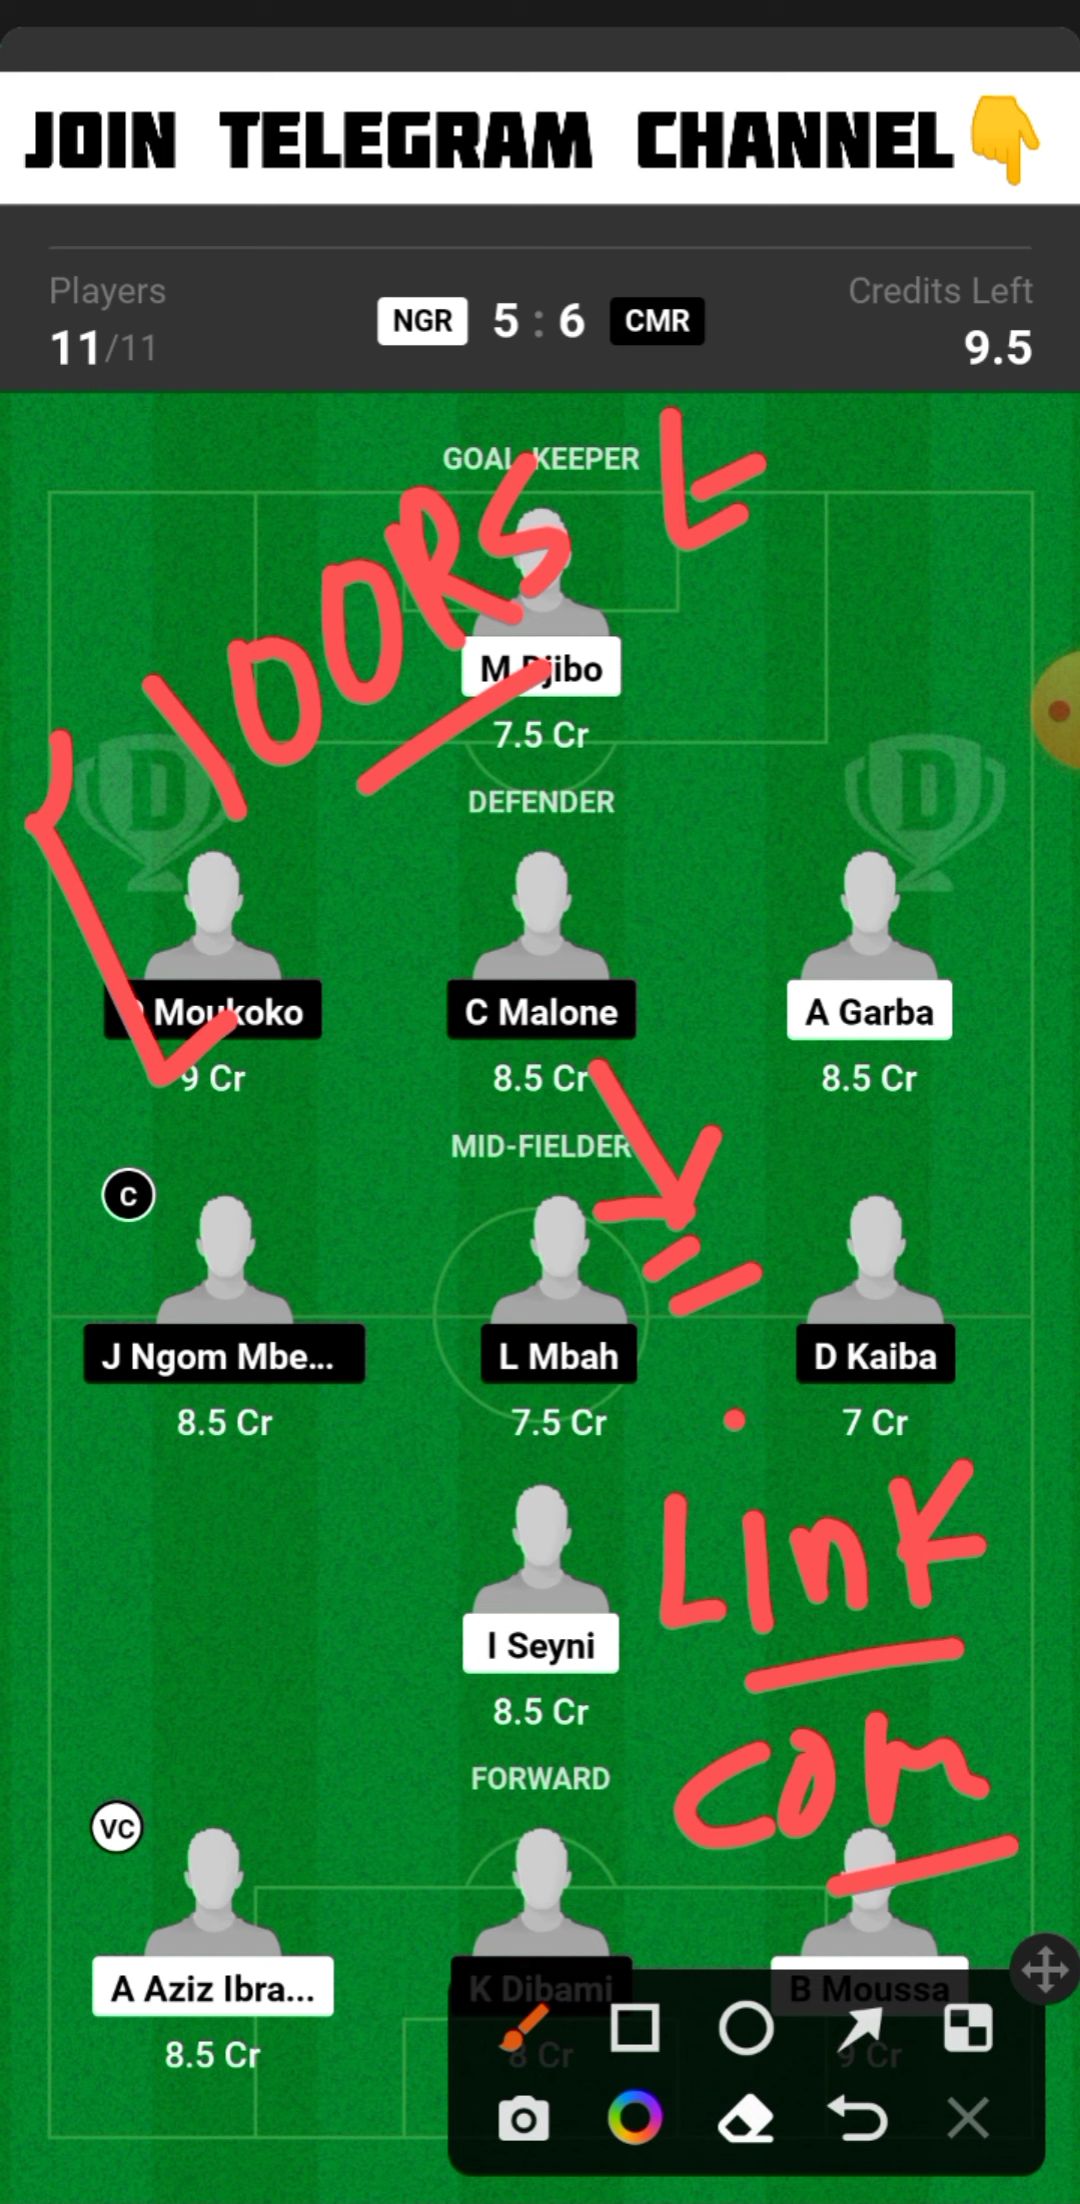 JOIN TELEGRAM CHANNEL👇
Players
Credits Left
11/11
NGR 5 : 6 CMR
9.5
GOAL KEEPER
100RS
M Djibo
7.5 Cr
D D
DEFENDER
Moukoko C Malone A Garba
9 Cr 8.5 Cr 8.5 Cr
MID-FIELDER
C
J Ngom Mbe... L Mbah D Kaiba
8.5 Cr 7.5 Cr 7 Cr
LINK
I Seyni
8.5 Cr
COM
FORWARD
VC
A Aziz Ibra... K Dibami B Moussa
8.5 Cr 8 Cr 9 Cr